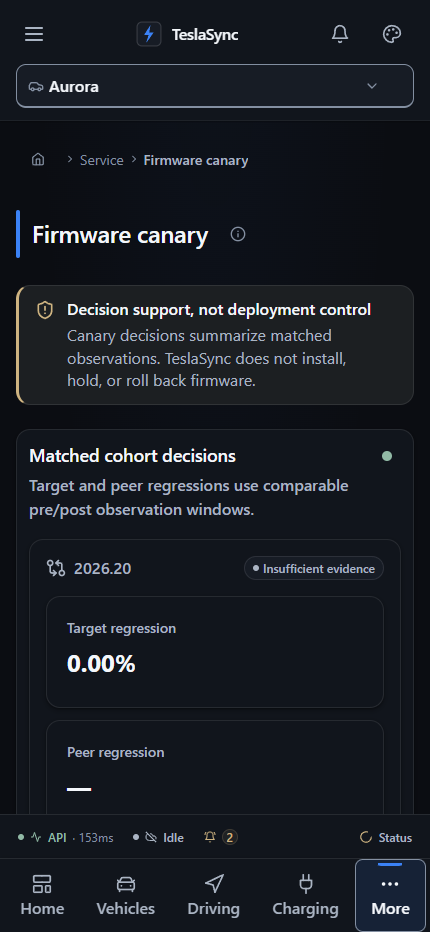 TeslaSync
Aurora
Service
Firmware canary
Firmware canary
Decision support, not deployment control
Canary decisions summarize matched
observations. TeslaSync does not install,
hold, or roll back firmware.
Matched cohort decisions
Target and peer regressions use comparable
pre/post observation windows.
2026.20
Insufficient evidence
Target regression
0.00%
Peer regression
—
API · 153ms
Idle
2
Status
Home
Vehicles
Driving
Charging
More